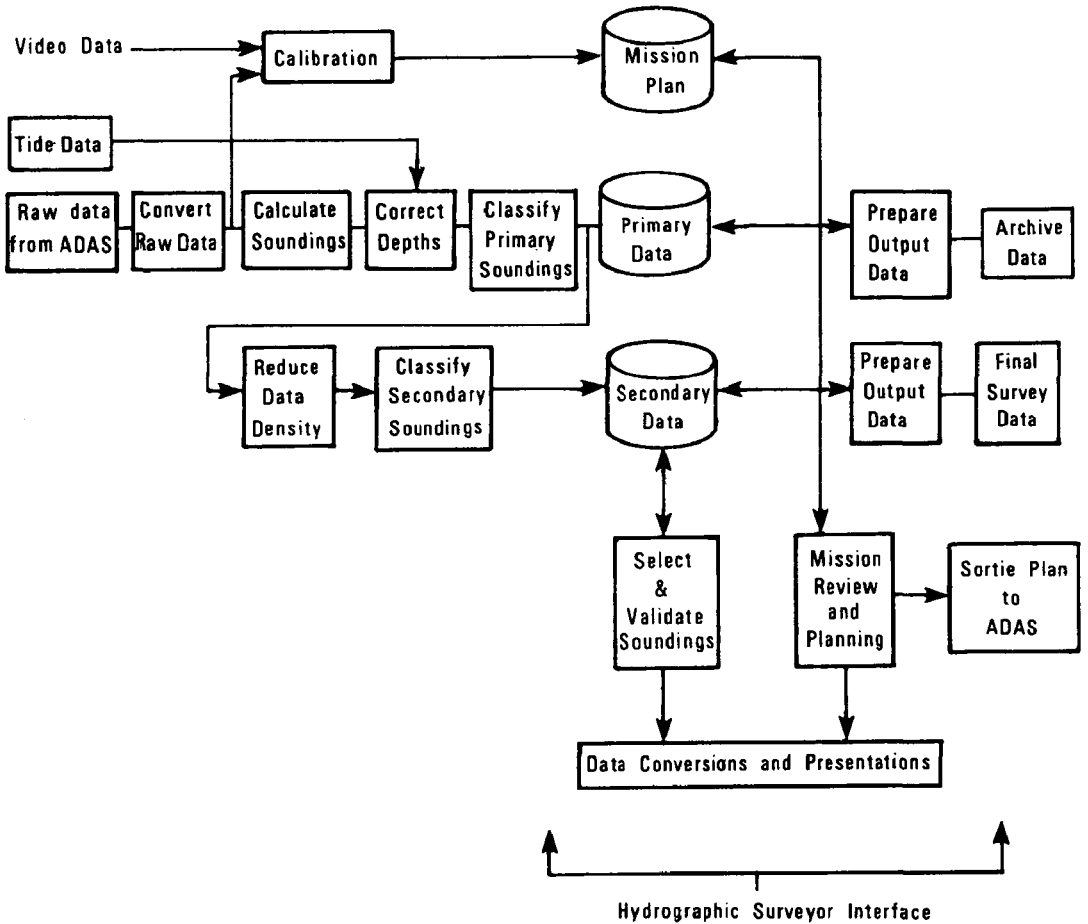 Video Data
Calibration
Mission
Plan
Tide Data
Raw data
from ADAS
Convert
Raw Data
Calculate
Soundings
Correct
Depths
Classify
Primary
Soundings
Primary
Data
Prepare
Output
Data
Archive
Data
Reduce
Data
Density
Classify
Secondary
Soundings
Secondary
Data
Prepare
Output
Data
Final
Survey
Data
Select
&
Validate
Soundings
Mission
Review
and
Planning
Sortie Plan
to
ADAS
Data Conversions and Presentations
Hydrographic Surveyor Interface